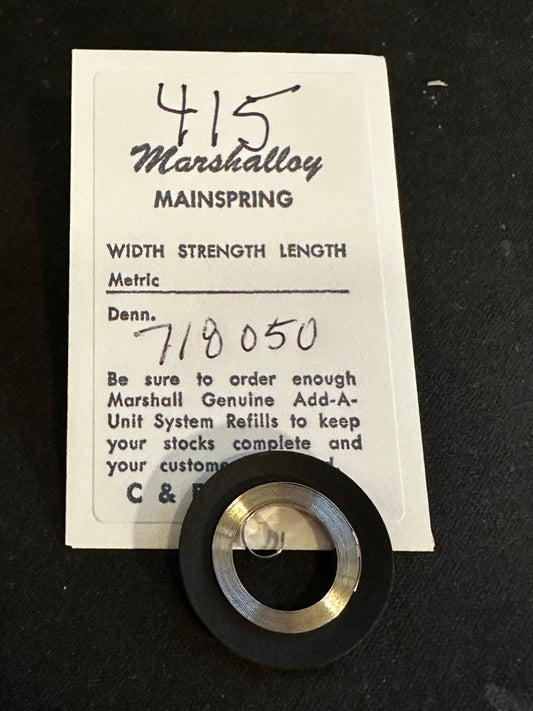 415
Marshalloy
MAINSPRING
WIDTH STRENGTH LENGTH
Metric
Denn.
718050
Be sure to order enough
Marshall Genuine Add-A-
Unit System Refills to keep
your stocks complete and
your
C &